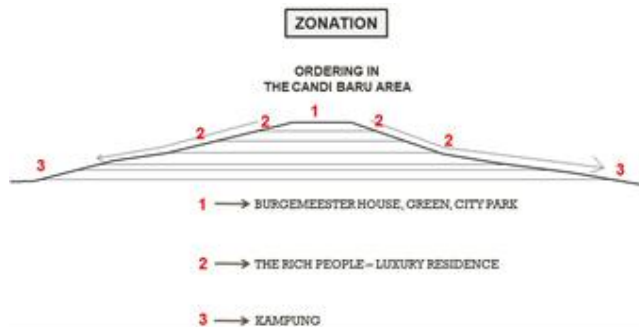 ZONATION
ORDERING IN
THE CANDI BARU AREA
1
2 2 2 2
3 3
1 → BURGEMEESTER HOUSE, GREEN, CITY PARK
2 → THE RICH PEOPLE – LUXURY RESIDENCE
3 → KAMPUNG